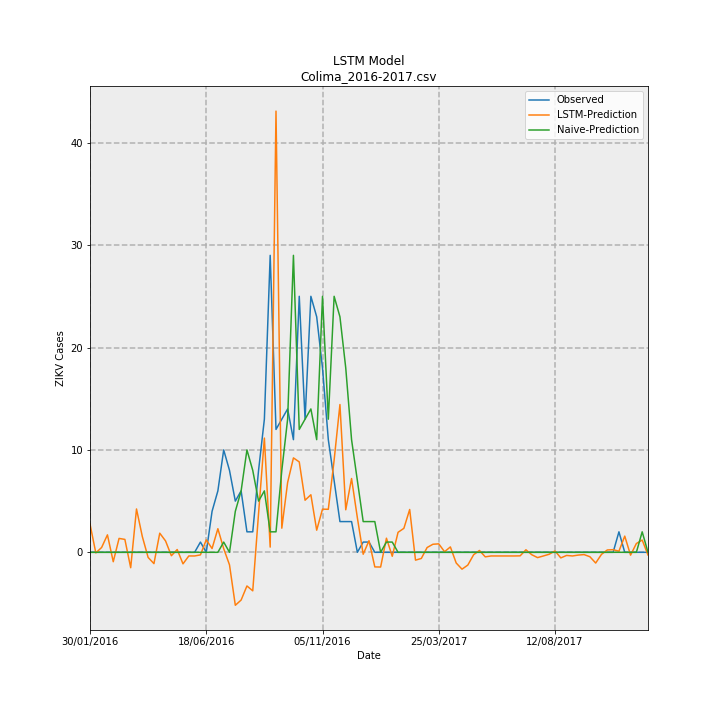 LSTM Model
Colima_2016-2017.csv
Observed
LSTM-Prediction
Naive-Prediction
ZIKV Cases
40
30
20
10
0
30/01/2016
18/06/2016
05/11/2016
25/03/2017
12/08/2017
Date